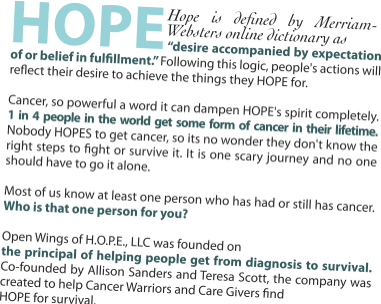 HOPE Hope is defined by Merriam-
Websters online dictionary as
"desire accompanied by expectation
of or belief in fulfillment." Following this logic, people's actions will
reflect their desire to achieve the things they HOPE for.
Cancer, so powerful a word it can dampen HOPE's spirit completely.
1 in 4 people in the world get some form of cancer in their lifetime.
Nobody HOPES to get cancer, so its no wonder they don't know the
right steps to fight or survive it. It is one scary journey and no one
should have to go it alone.
Most of us know at least one person who has had or still has cancer.
Who is that one person for you?
Open Wings of H.O.P.E., LLC was founded on
the principal of helping people get from diagnosis to survival.
Co-founded by Allison Sanders and Teresa Scott, the company was
created to help Cancer Warriors and Care Givers find
HOPE for survival.